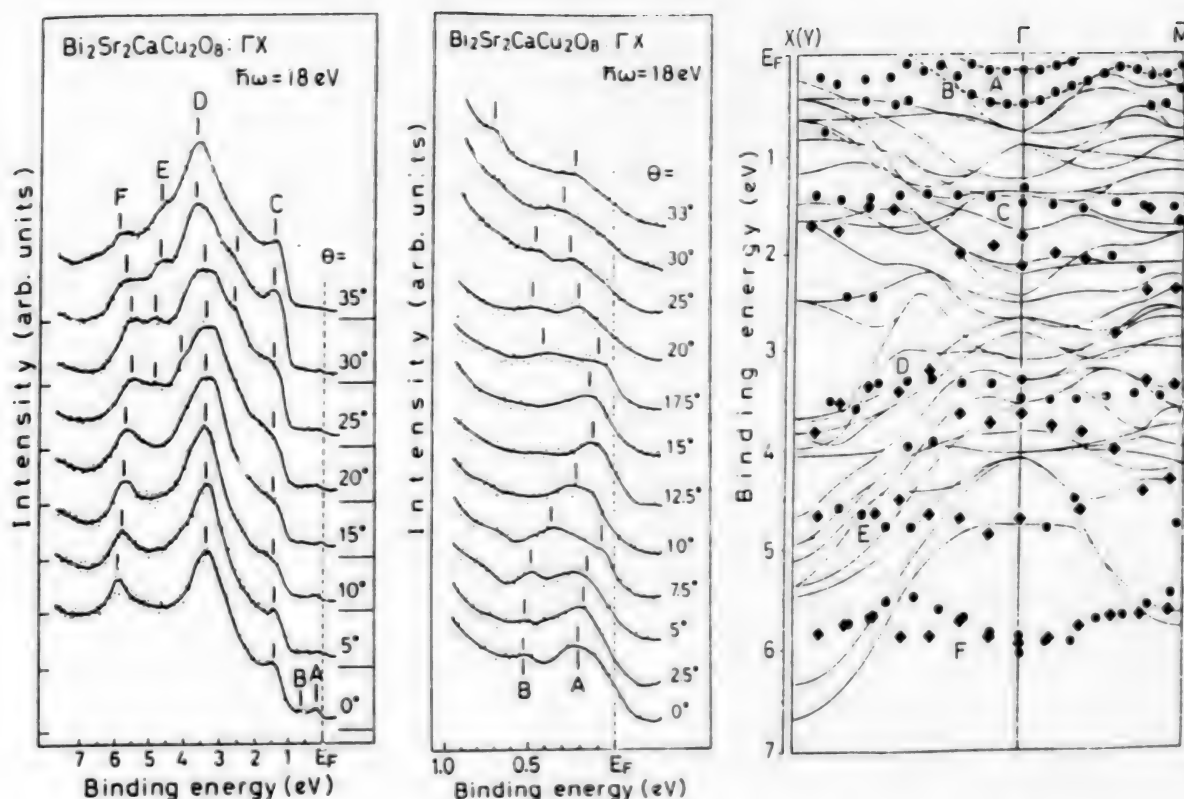 Bi₂Sr₂CaCu₂O₈: ΓX
ħω = 18 eV
D
E
F
C
θ =
35°
30°
25°
20°
15°
10°
5°
0°
B A
Intensity (arb. units)
7 6 5 4 3 2 1 E_F
Binding energy (eV)
Bi₂Sr₂CaCu₂O₈: ΓX
ħω = 18 eV
θ =
33°
30°
25°
20°
17.5°
15°
12.5°
10°
7.5°
5°
2.5°
0°
B A
Intensity (arb. units)
1.0 0.5 E_F
Binding energy (eV)
X(Y) Γ M̄
E_F
B A
1
C
2
3
D
4
5
E
6
F
7
Binding energy (eV)